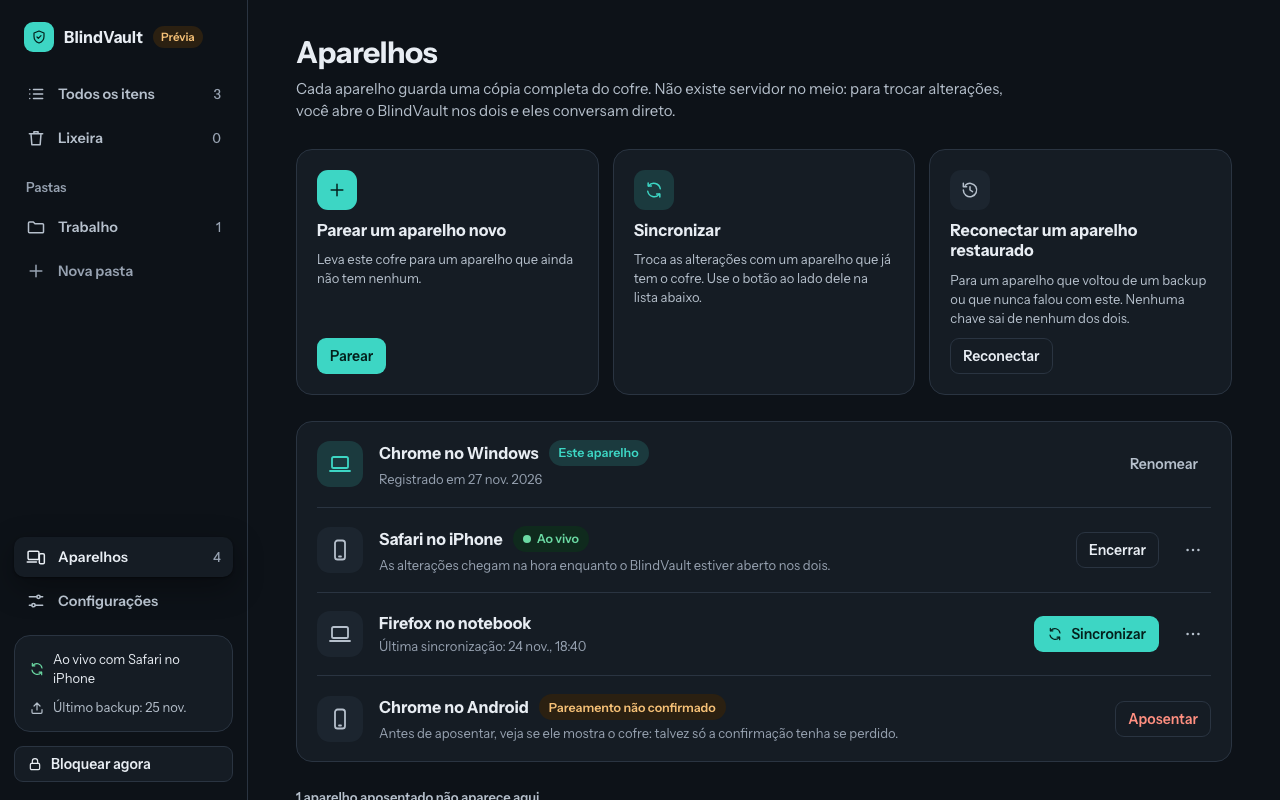 BlindVault Prévia
Todos os itens 3
Lixeira 0
Pastas
Trabalho 1
Nova pasta
Aparelhos 4
Configurações
Ao vivo com Safari no
iPhone
Último backup: 25 nov.
Bloquear agora
Aparelhos
Cada aparelho guarda uma cópia completa do cofre. Não existe servidor no meio: para trocar alterações,
você abre o BlindVault nos dois e eles conversam direto.
Parear um aparelho novo
Leva este cofre para um aparelho que ainda
não tem nenhum.
Parear
Sincronizar
Troca as alterações com um aparelho que já
tem o cofre. Use o botão ao lado dele na
lista abaixo.
Reconectar um aparelho
restaurado
Para um aparelho que voltou de um backup
ou que nunca falou com este. Nenhuma
chave sai de nenhum dos dois.
Reconectar
Chrome no Windows Este aparelho
Registrado em 27 nov. 2026
Renomear
Safari no iPhone Ao vivo
As alterações chegam na hora enquanto o BlindVault estiver aberto nos dois.
Encerrar
Firefox no notebook
Última sincronização: 24 nov., 18:40
Sincronizar
Chrome no Android Pareamento não confirmado
Antes de aposentar, veja se ele mostra o cofre: talvez só a confirmação tenha se perdido.
Aposentar
1 aparelho aposentado não aparece aqui